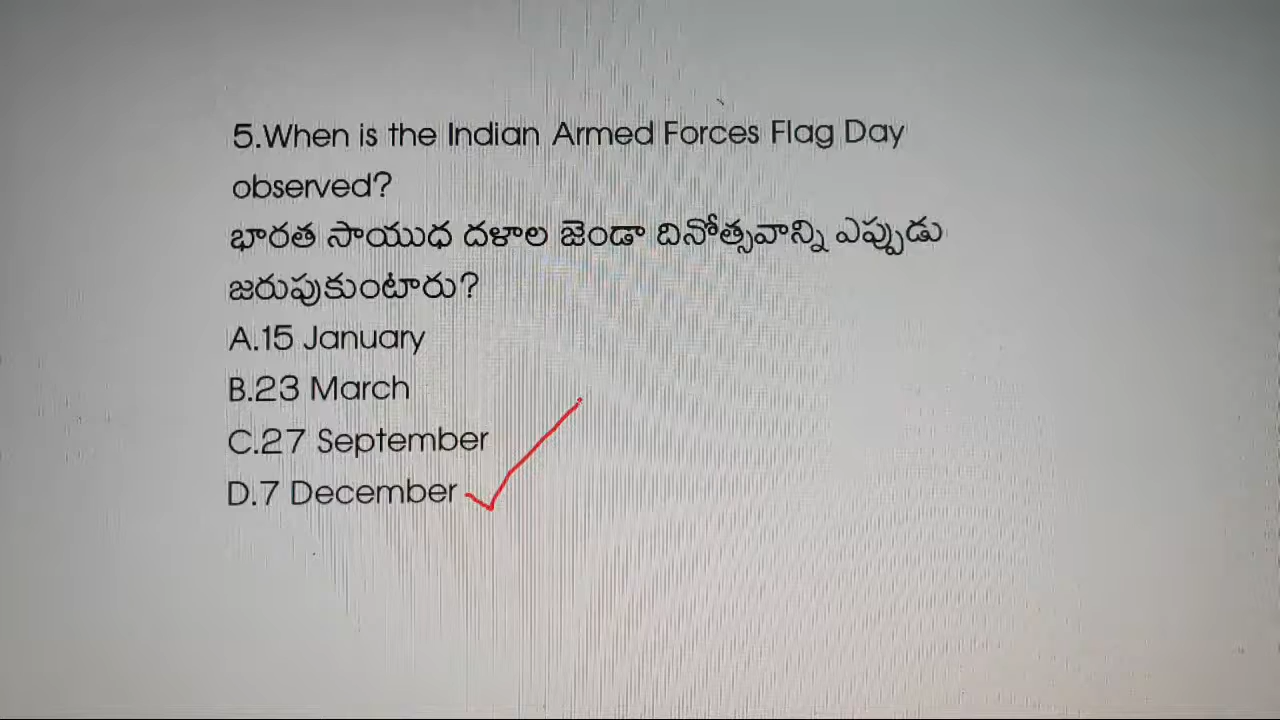 5.When is the Indian Armed Forces Flag Day
observed?
భారత సాయుధ దళాల జెండా దినోత్సవాన్ని ఎప్పుడు
జరుపుకుంటారు?
A.15 January
B.23 March
C.27 September
D.7 December